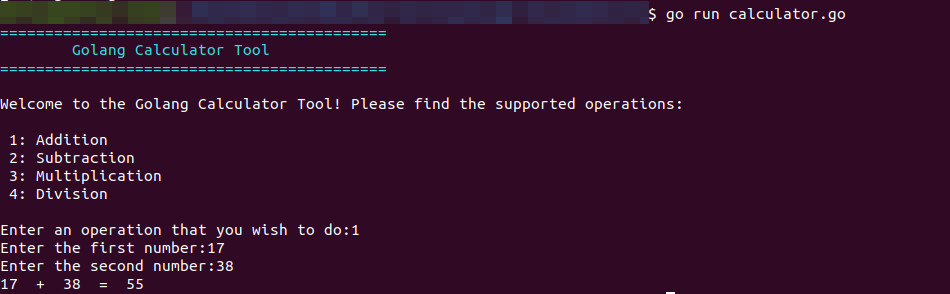 $ go run calculator.go
===========================================
Golang Calculator Tool
===========================================
Welcome to the Golang Calculator Tool! Please find the supported operations:
1: Addition
2: Subtraction
3: Multiplication
4: Division
Enter an operation that you wish to do:1
Enter the first number:17
Enter the second number:38
17  +  38  =  55